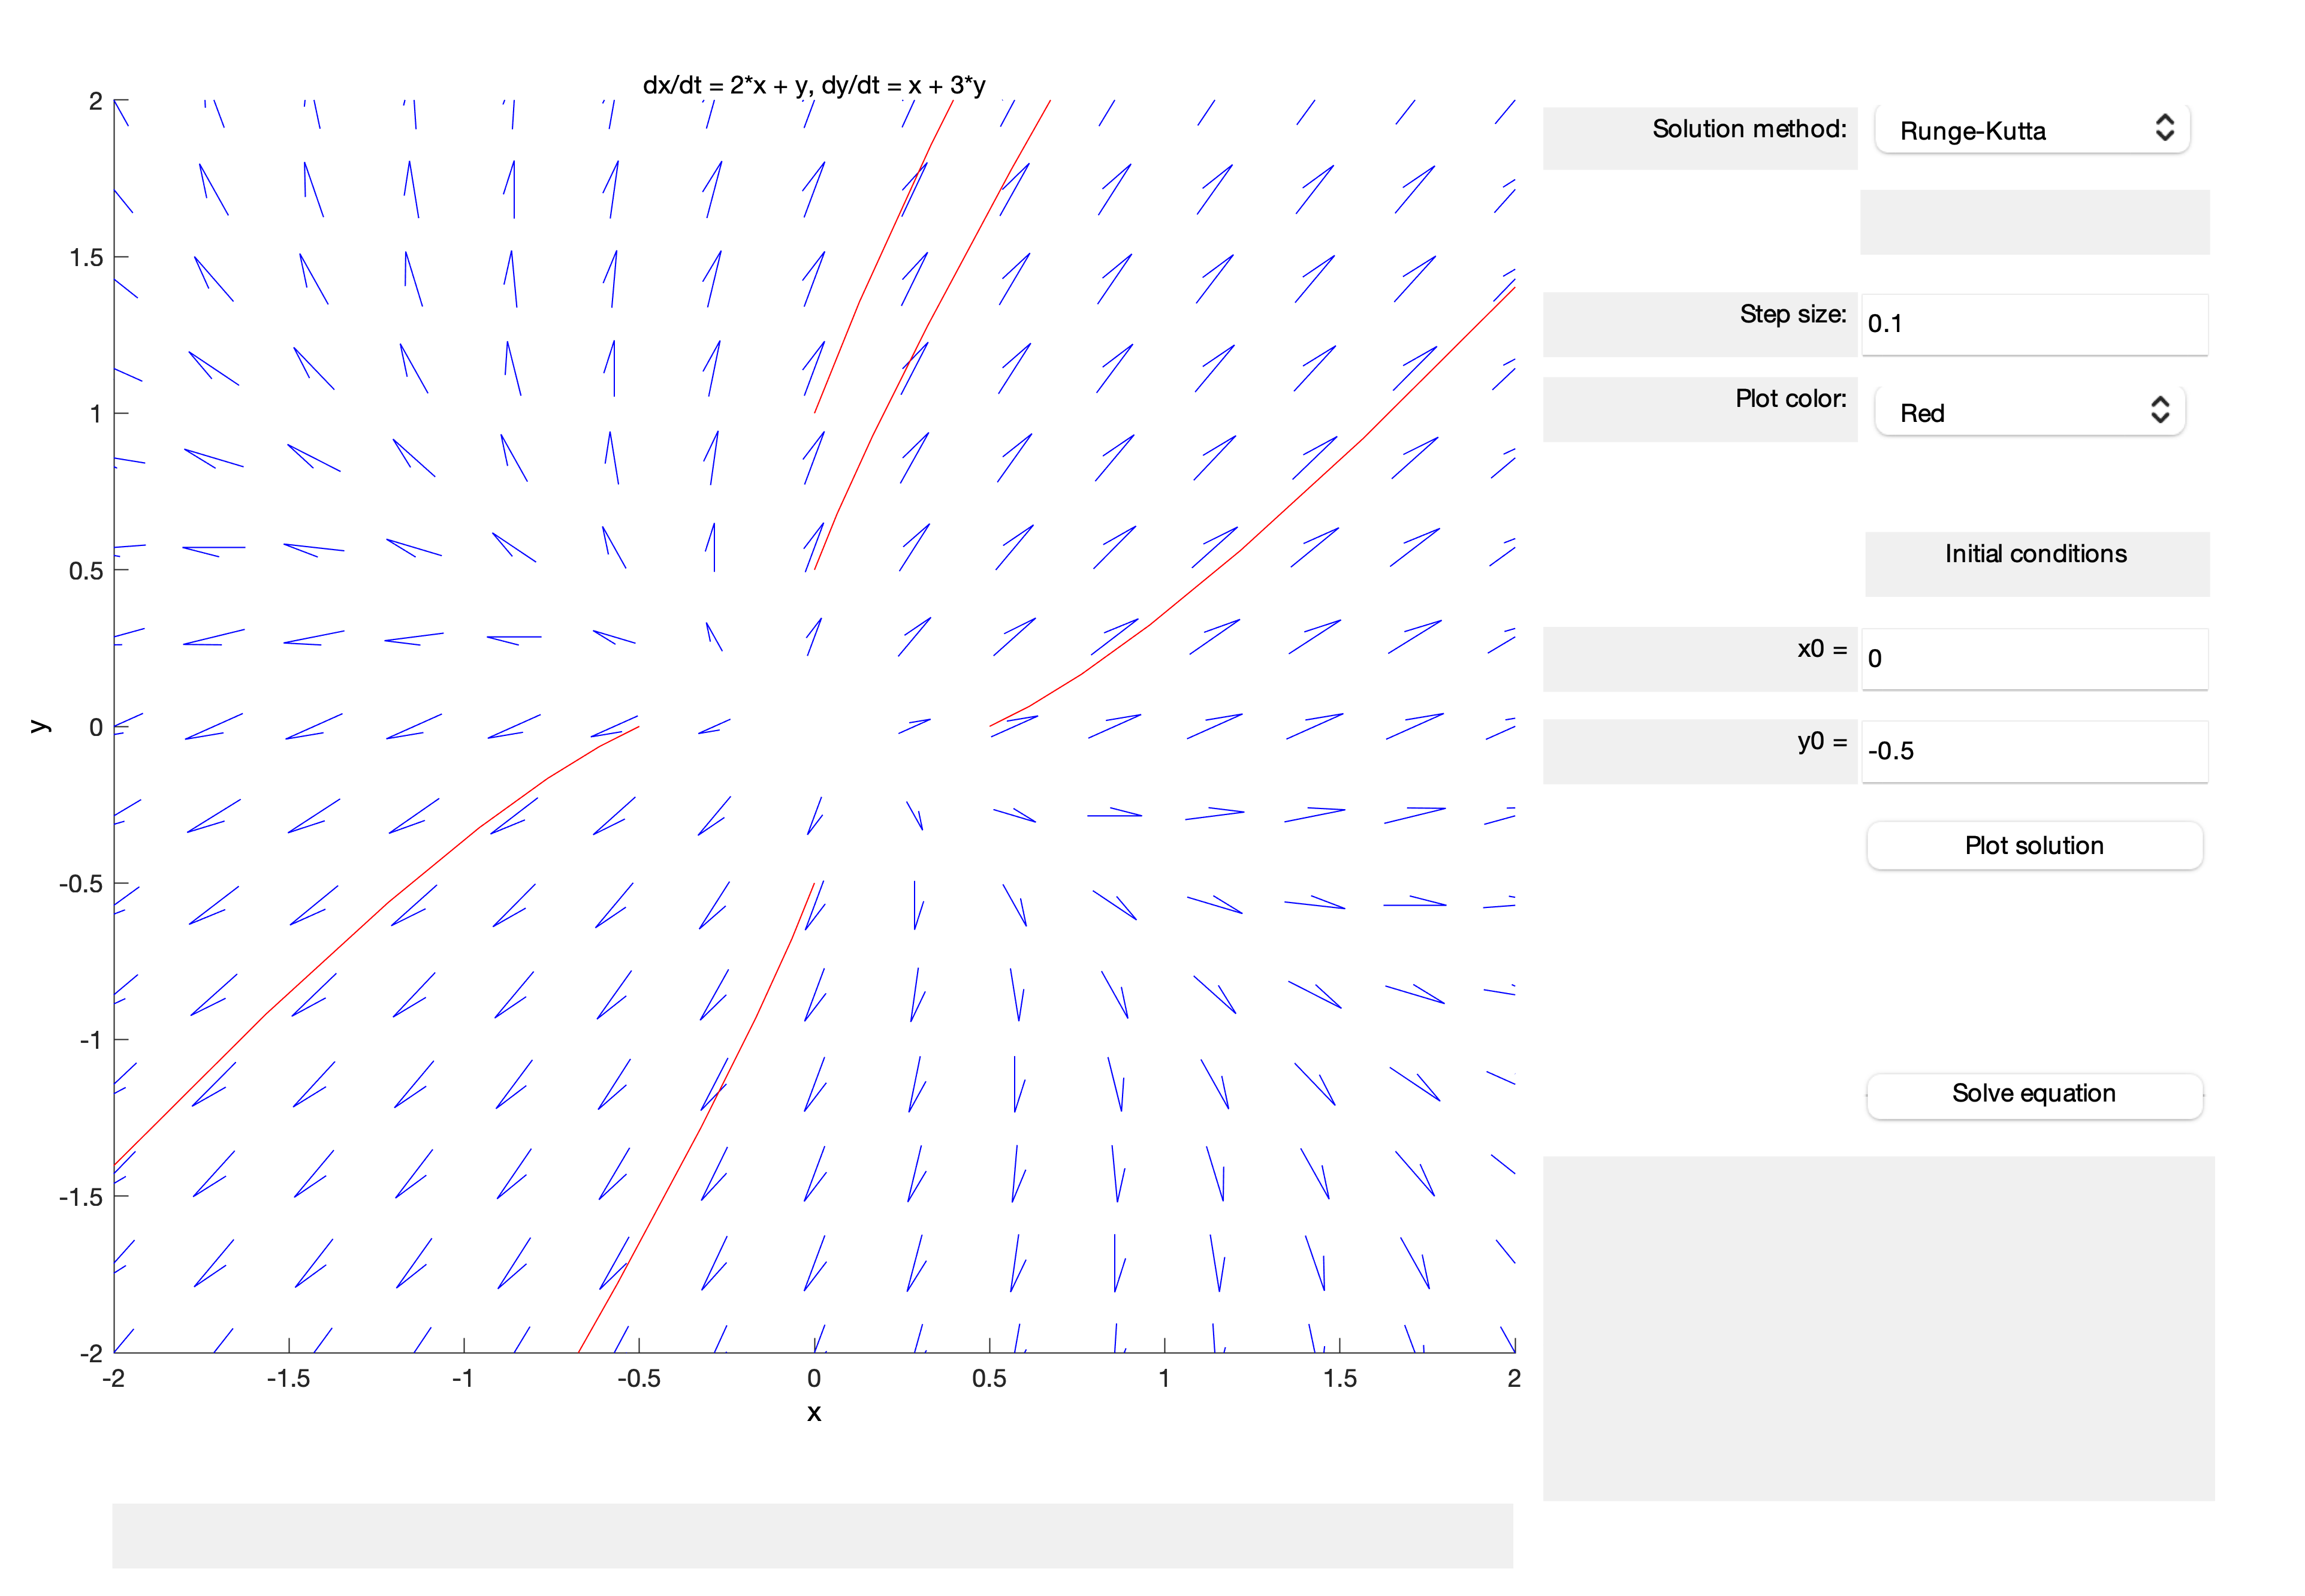 dx/dt = 2*x + y, dy/dt = x + 3*y
2
1.5
1
0.5
0
-0.5
-1
-1.5
-2
y
-2
-1.5
-1
-0.5
0
0.5
1
1.5
2
x
Solution method:
Runge-Kutta
Step size:
0.1
Plot color:
Red
Initial conditions
x0 =
0
y0 =
-0.5
Plot solution
Solve equation